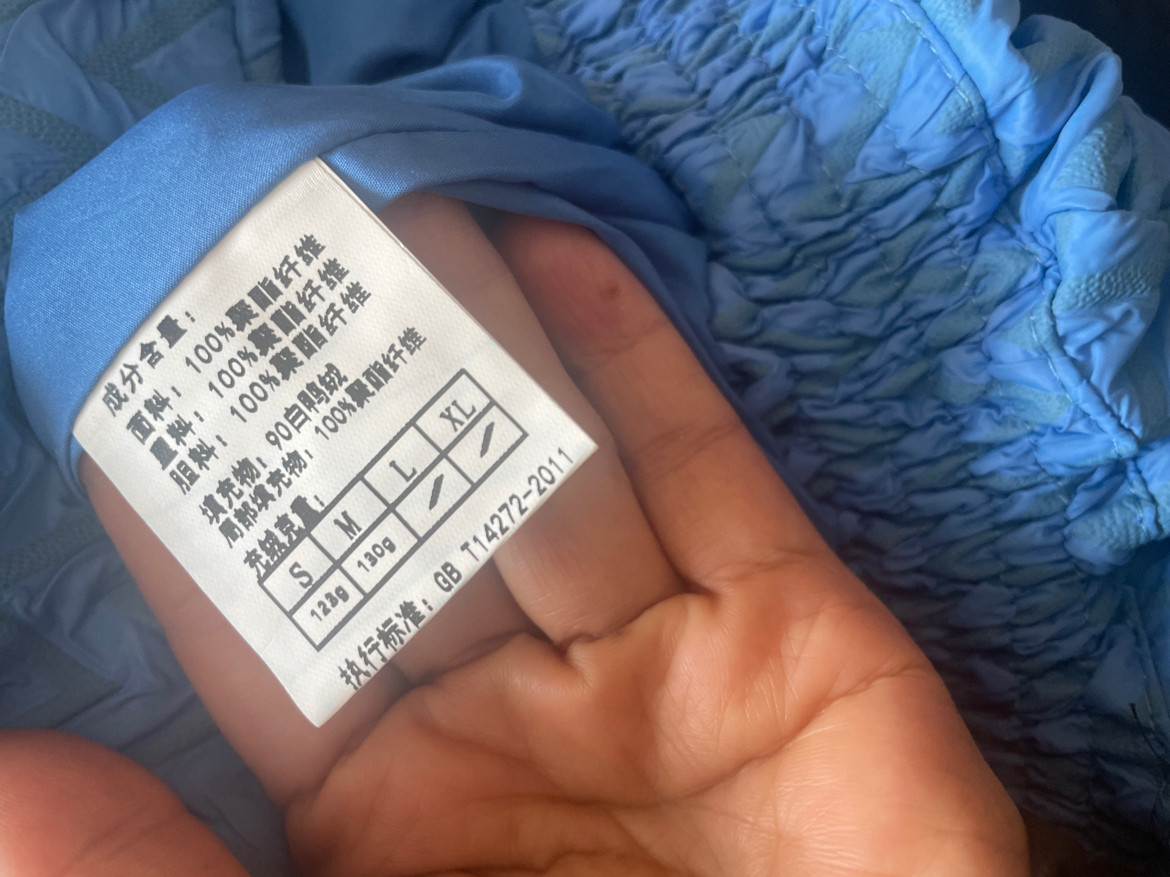 成分含量：
面料：100%聚酯纤维
里料：100%聚酯纤维
胆料：100%聚酯纤维
填充物：90白鸭绒
局部填充物：100%聚酯纤维
充绒克重：
S M L XL
123g 130g / /
执行标准：GB T14272-2011